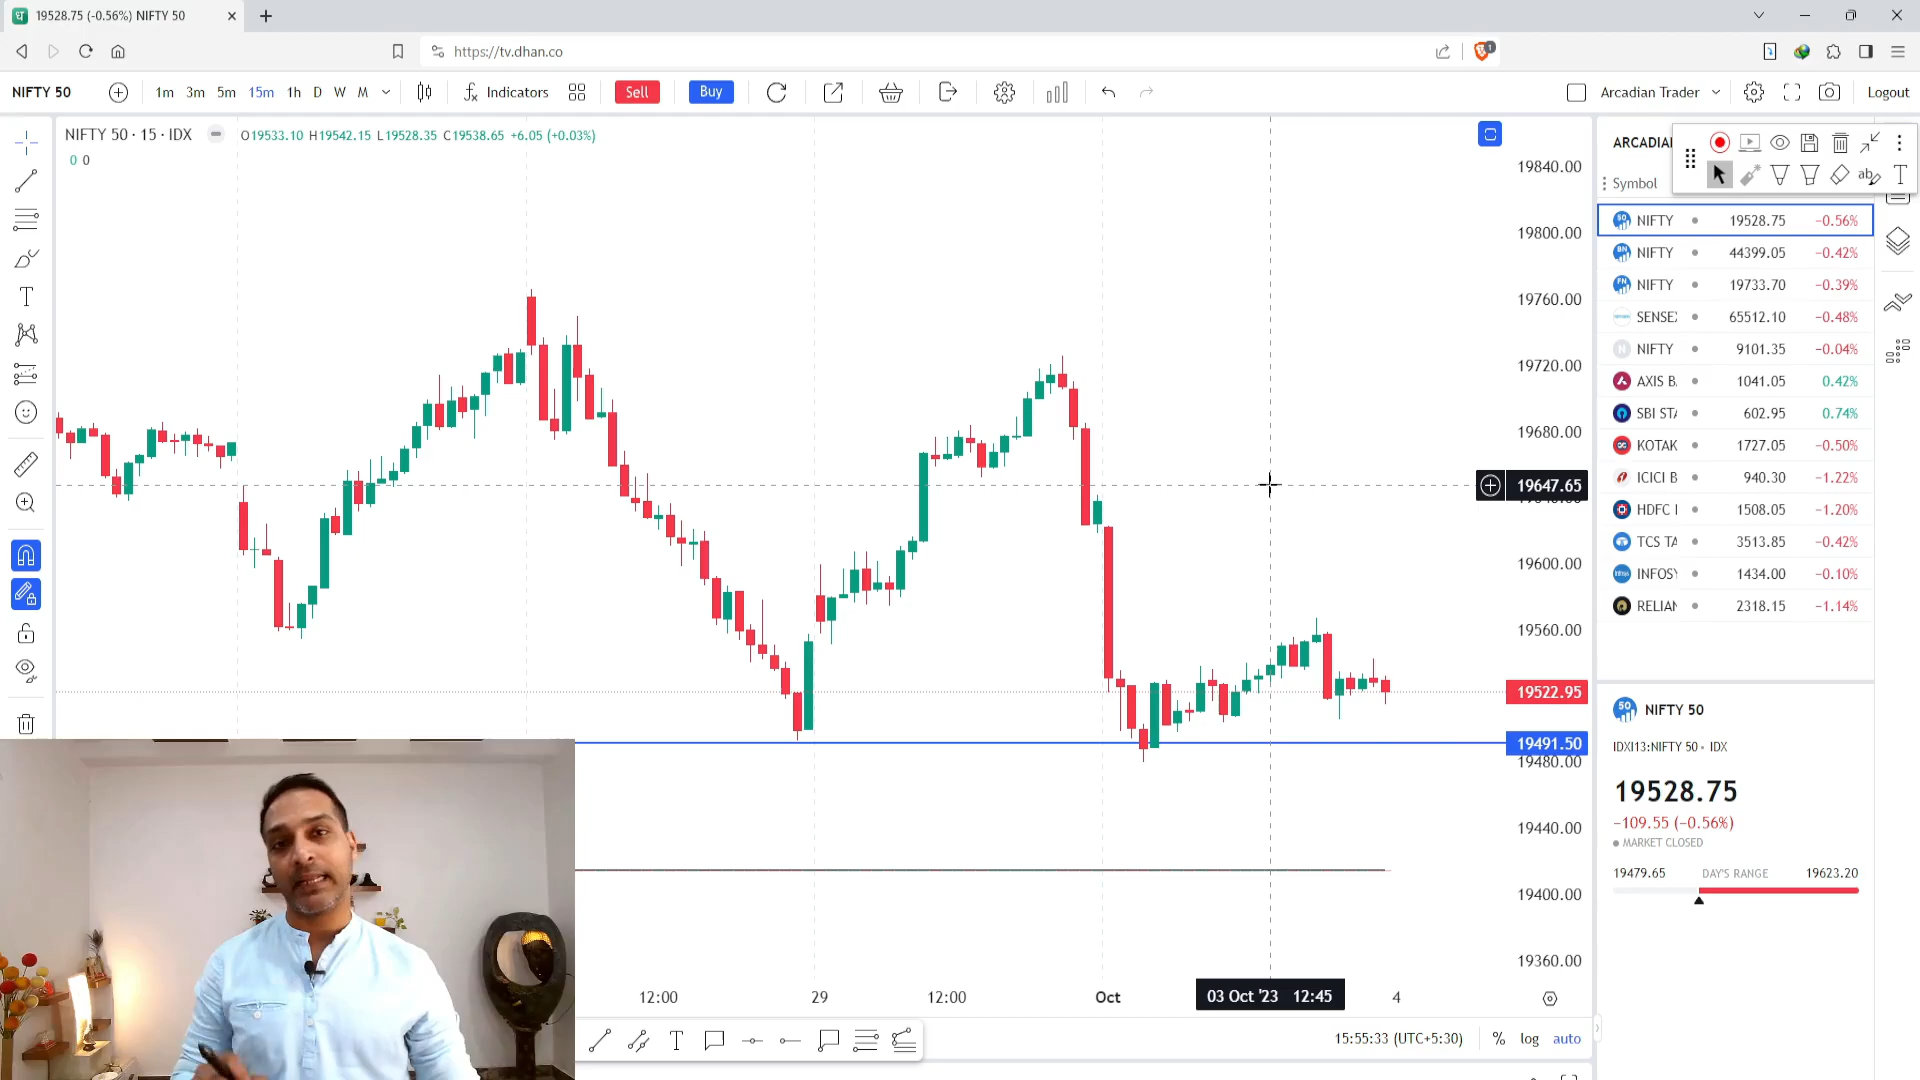 19528.75 (-0.56%) NIFTY 50
https://tv.dhan.co
1
NIFTY 50
1m 3m 5m 15m 1h D W M
Indicators
Sell
Buy
Arcadian Trader
Logout
NIFTY 50 · 15 · IDX
O19533.10 H19542.15 L19528.35 C19538.65 +6.05 (+0.03%)
0 0
19840.00
19800.00
19760.00
19720.00
19680.00
19647.65
19600.00
19560.00
19522.95
19491.50
19480.00
19440.00
19400.00
19360.00
12:00 29 12:00 Oct 03 Oct '23 12:45 4
15:55:33 (UTC+5:30) % log auto
ARCADIAN
Symbol
NIFTY 19528.75 −0.56%
NIFTY 44399.05 −0.42%
NIFTY 19733.70 −0.39%
SENSE 65512.10 −0.48%
NIFTY 9101.35 −0.04%
AXIS B 1041.05 0.42%
SBI STA 602.95 0.74%
KOTAK 1727.05 −0.50%
ICICI B 940.30 −1.22%
HDFC 1508.05 −1.20%
TCS TA 3513.85 −0.42%
INFOSY 1434.00 −0.10%
RELIAN 2318.15 −1.14%
NIFTY 50
IDXI13:NIFTY 50 • IDX
19528.75
−109.55 (−0.56%)
MARKET CLOSED
19479.65 DAY'S RANGE 19623.20